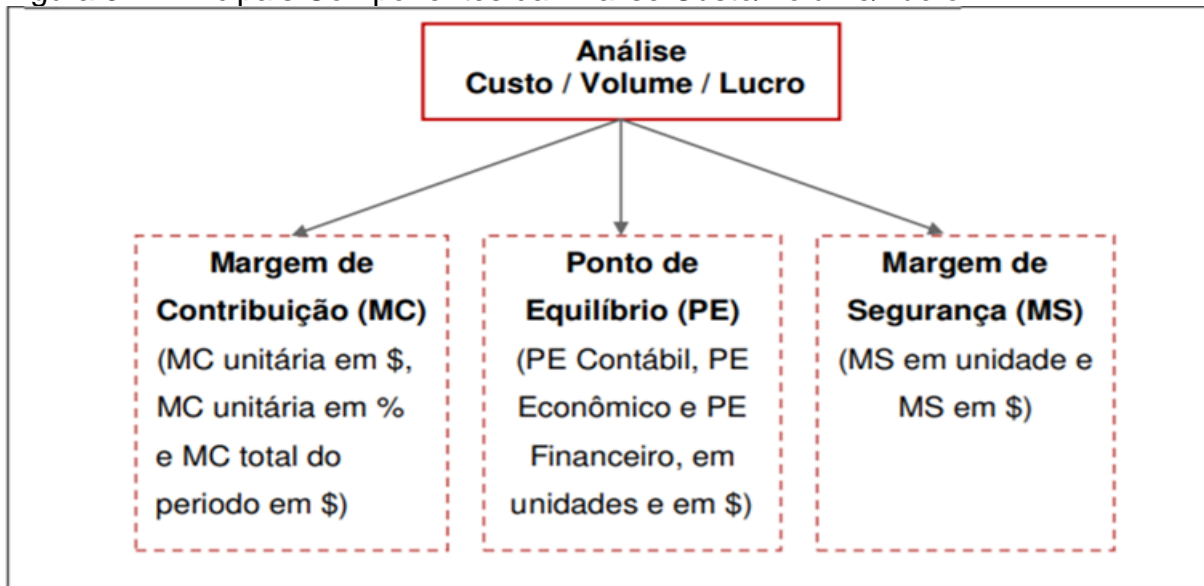 Análise
Custo / Volume / Lucro
Margem de
Contribuição (MC)
(MC unitária em $,
MC unitária em %
e MC total do
periodo em $)
Ponto de
Equilíbrio (PE)
(PE Contábil, PE
Econômico e PE
Financeiro, em
unidades e em $)
Margem de
Segurança (MS)
(MS em unidade e
MS em $)